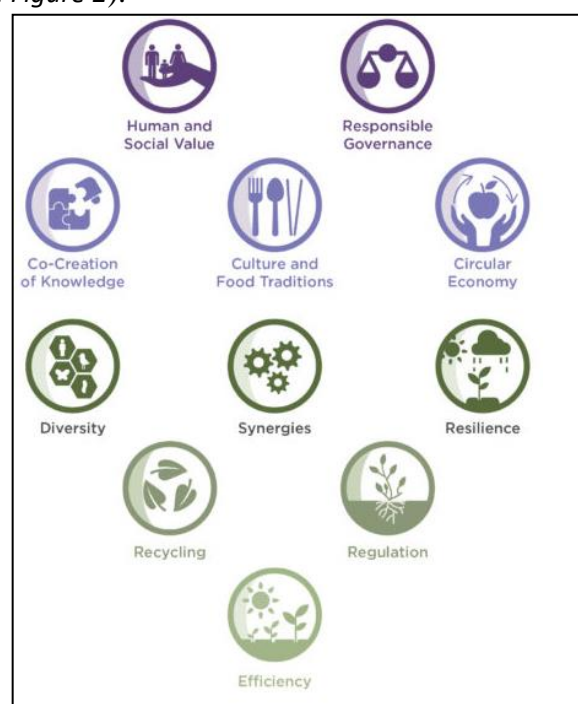 Figure 2).
Human and
Social Value
Responsible
Governance
Co-Creation
of Knowledge
Culture and
Food Traditions
Circular
Economy
Diversity
Synergies
Resilience
Recycling
Regulation
Efficiency